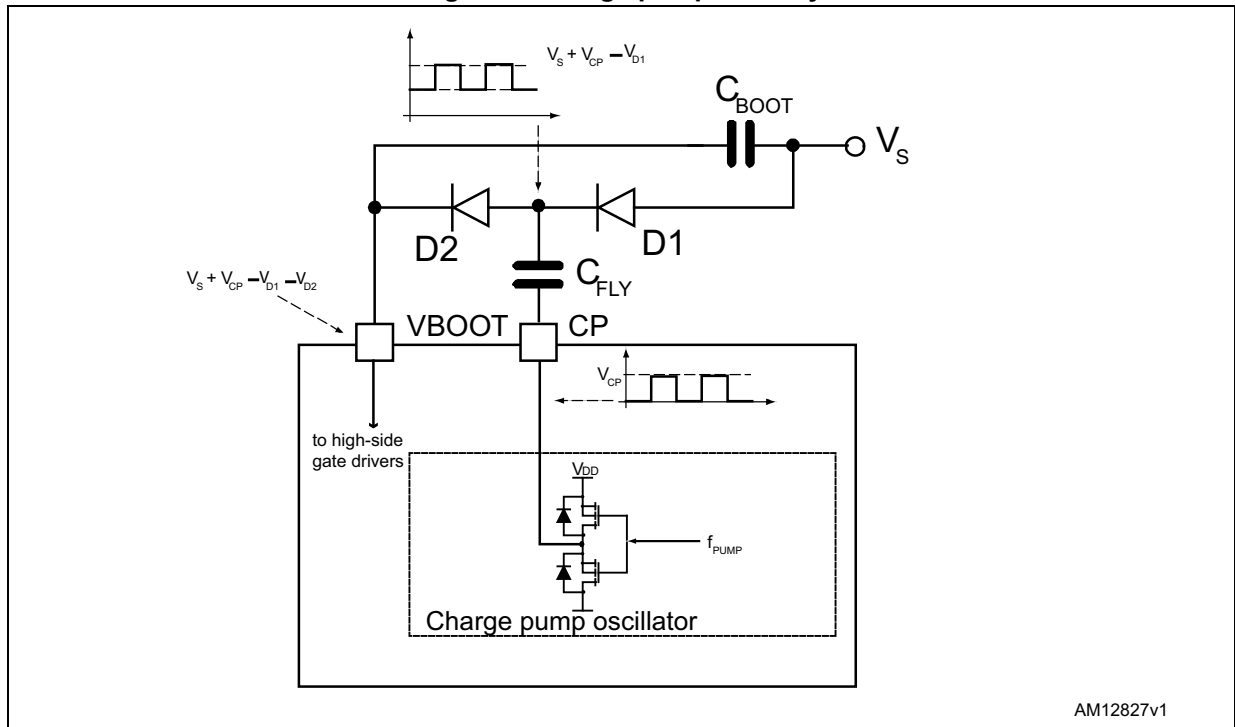 V_S + V_CP – V_D1
C_BOOT
V_S
D2
D1
C_FLY
V_S + V_CP – V_D1 – V_D2
VBOOT
CP
V_CP
to high-side
gate drivers
VDD
f_PUMP
Charge pump oscillator
AM12827v1